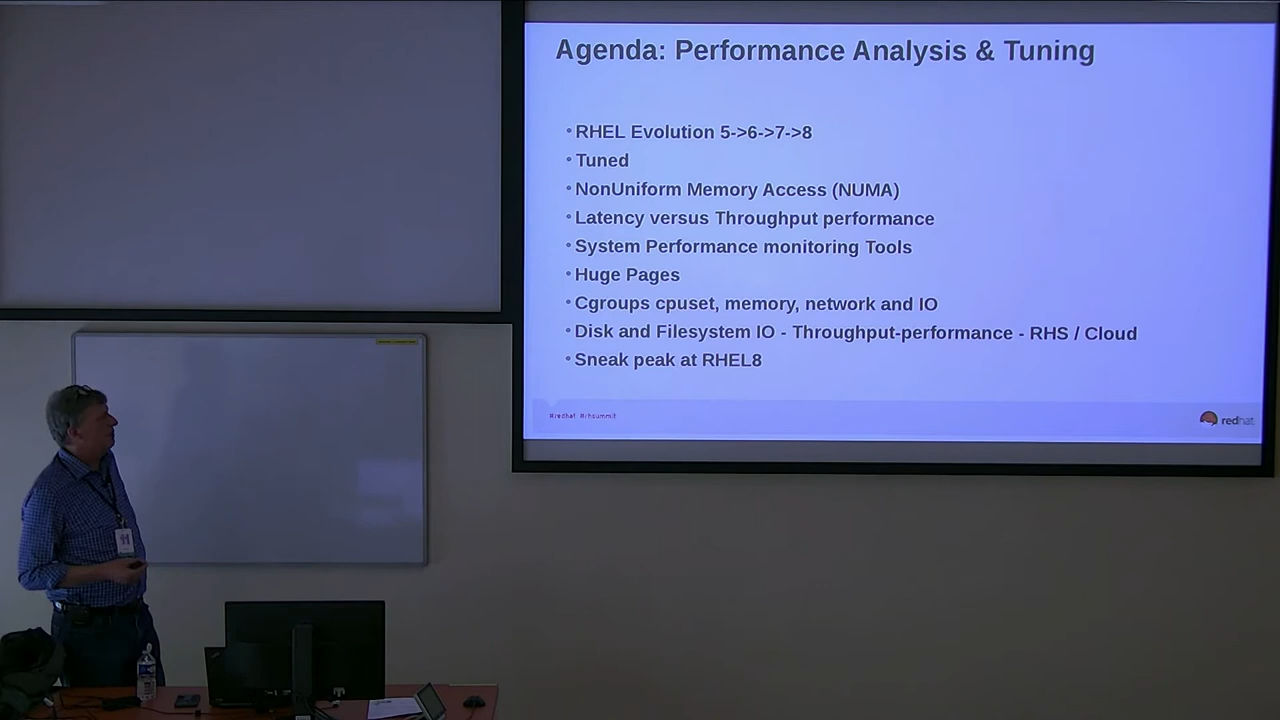 Agenda: Performance Analysis & Tuning
•RHEL Evolution 5->6->7->8
•Tuned
•NonUniform Memory Access (NUMA)
•Latency versus Throughput performance
•System Performance monitoring Tools
•Huge Pages
•Cgroups cpuset, memory, network and IO
•Disk and Filesystem IO - Throughput-performance - RHS / Cloud
•Sneak peak at RHEL8
#redhat #rhsummit
redhat